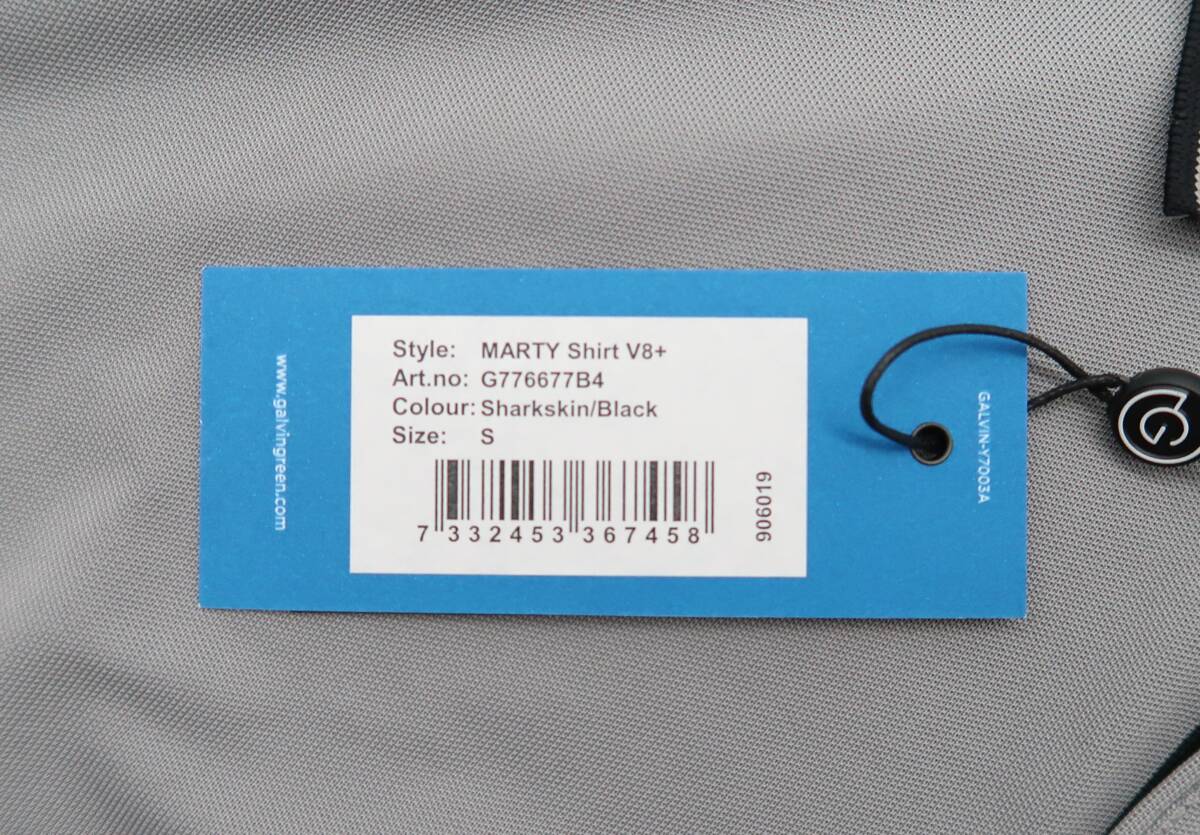 www.galvingreen.com
Style: MARTY Shirt V8+
Art.no: G776677B4
Colour: Sharkskin/Black
Size: S
7 332453 367458
906019
GALVIN-Y7003A
G